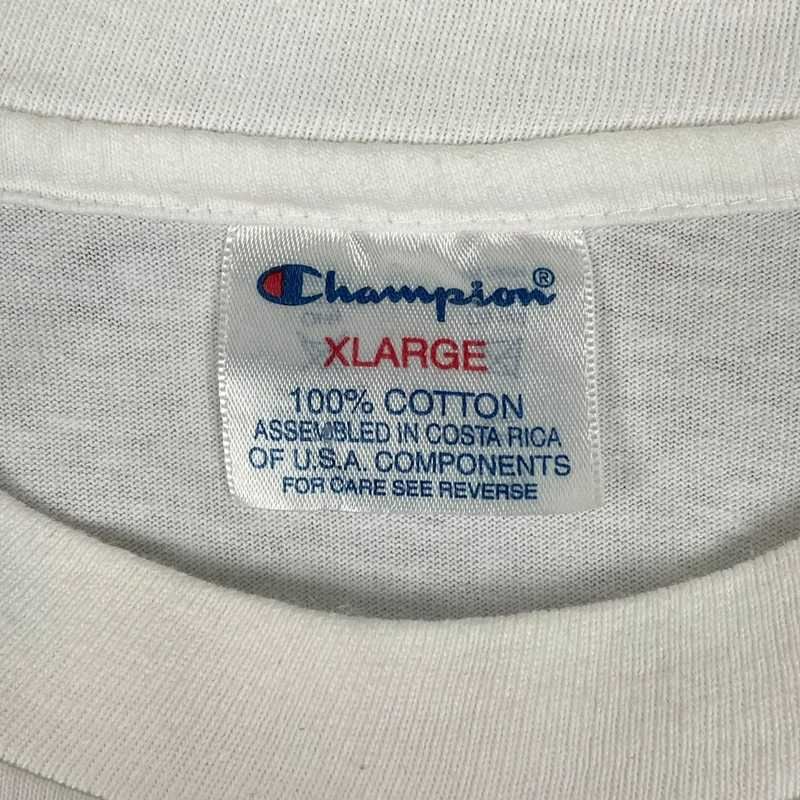 Champion®
XLARGE
100% COTTON
ASSEMBLED IN COSTA RICA
OF U.S.A. COMPONENTS
FOR CARE SEE REVERSE